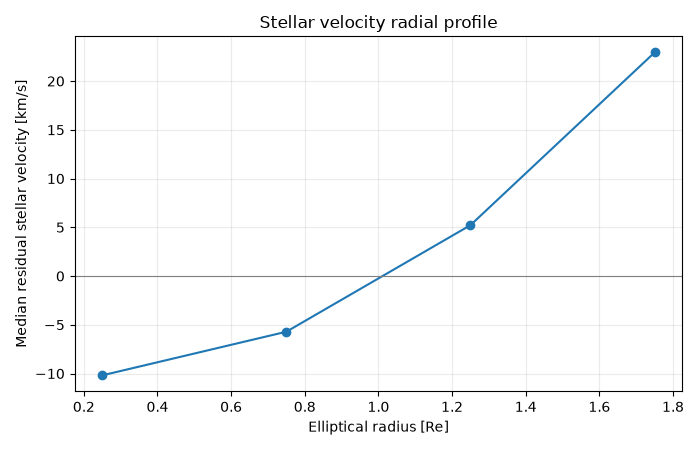 Stellar velocity radial profile
Median residual stellar velocity [km/s]
20
15
10
5
0
−5
−10
0.2 0.4 0.6 0.8 1.0 1.2 1.4 1.6 1.8
Elliptical radius [Re]